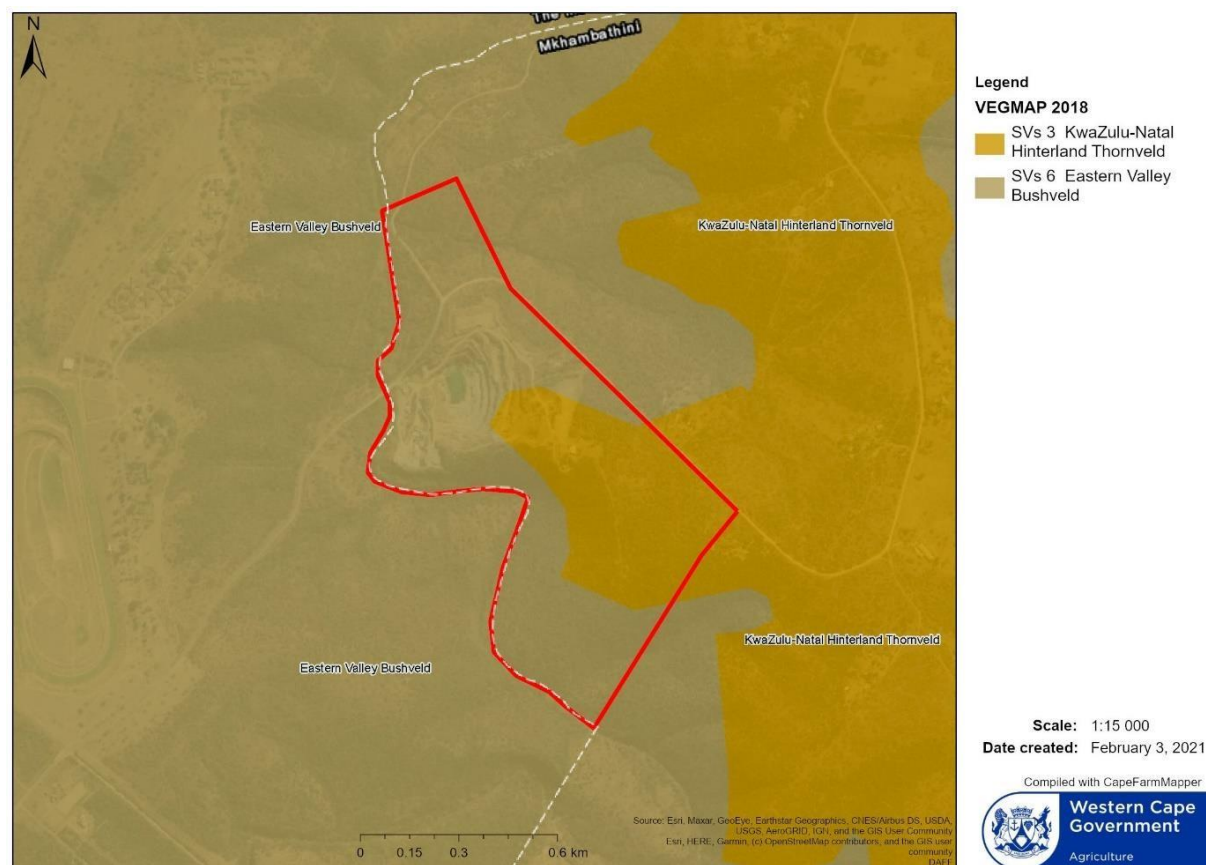 N
Mkhambathini
Eastern Valley Bushveld
KwaZulu-Natal Hinterland Thornveld
KwaZulu-Natal Hinterland Thornveld
Eastern Valley Bushveld
0 0.15 0.3 0.6 km
Source: Esri, Maxar, GeoEye, Earthstar Geographics, CNES/Airbus DS, USDA,
USGS, AeroGRID, IGN, and the GIS User Community
Esri, HERE, Garmin, (c) OpenStreetMap contributors, and the GIS user
community
DAFF
Legend
VEGMAP 2018
SVs 3 KwaZulu-Natal
Hinterland Thornveld
SVs 6 Eastern Valley
Bushveld
Scale: 1:15 000
Date created: February 3, 2021
Compiled with CapeFarmMapper
Western Cape
Government
Agriculture